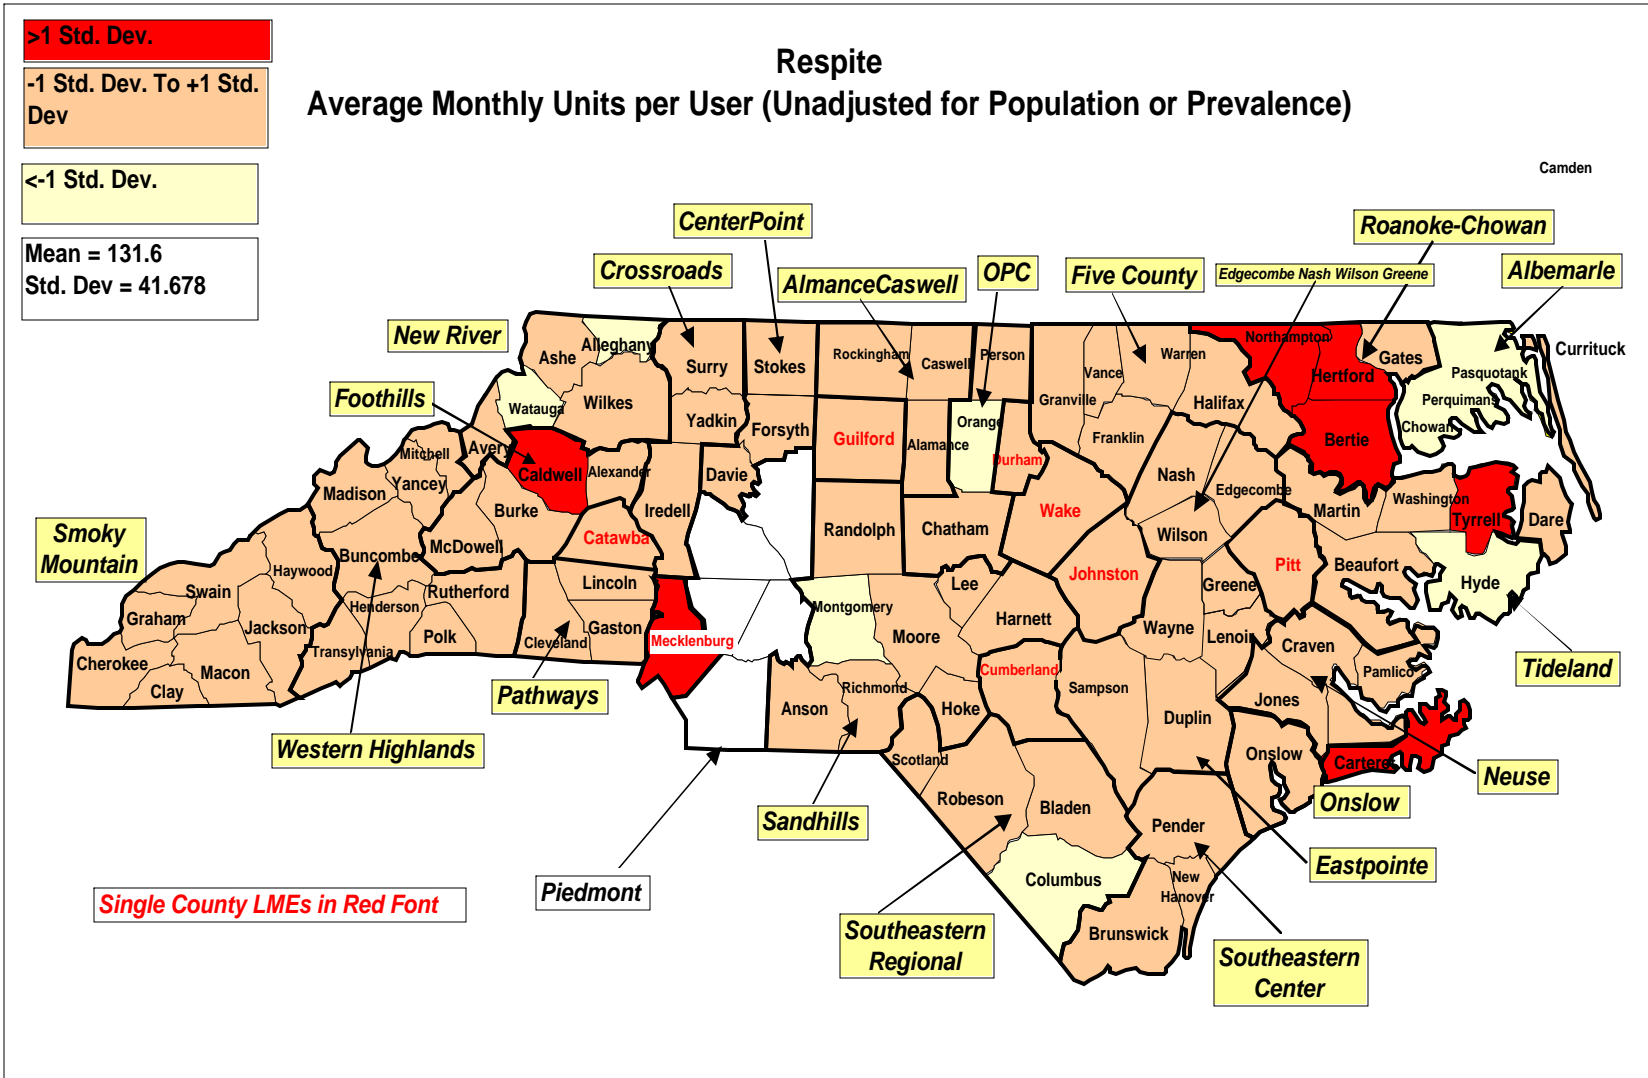 >1 Std. Dev.
-1 Std. Dev. To +1 Std.
Dev
<-1 Std. Dev.
Mean = 131.6
Std. Dev = 41.678
Respite
Average Monthly Units per User (Unadjusted for Population or Prevalence)
Camden
CenterPoint
Roanoke-Chowan
Crossroads
AlmanceCaswell
OPC
Five County
Edgecombe Nash Wilson Greene
Albemarle
New River
Foothills
Smoky
Mountain
Western Highlands
Pathways
Piedmont
Sandhills
Southeastern
Regional
Southeastern
Center
Eastpointe
Onslow
Neuse
Tideland
Single County LMEs in Red Font
Ashe
Alleghany
Surry
Stokes
Rockingham
Caswell
Person
Vance
Warren
Northampton
Hertford
Gates
Currituck
Pasquotank
Perquimans
Chowan
Watauga
Wilkes
Yadkin
Forsyth
Guilford
Alamance
Orange
Durham
Granville
Franklin
Halifax
Bertie
Mitchell
Avery
Caldwell
Alexander
Davie
Iredell
Madison
Yancey
Burke
Catawba
Randolph
Chatham
Wake
Nash
Edgecombe
Wilson
Martin
Washington
Tyrrell
Dare
Buncombe
McDowell
Haywood
Swain
Lincoln
Lee
Johnston
Greene
Pitt
Beaufort
Hyde
Graham
Jackson
Henderson
Rutherford
Polk
Cleveland
Gaston
Mecklenburg
Montgomery
Moore
Harnett
Wayne
Lenoir
Craven
Pamlico
Cherokee
Clay
Macon
Transylvania
Anson
Richmond
Hoke
Cumberland
Sampson
Duplin
Jones
Onslow
Carteret
Scotland
Robeson
Bladen
Pender
Columbus
New
Hanover
Brunswick